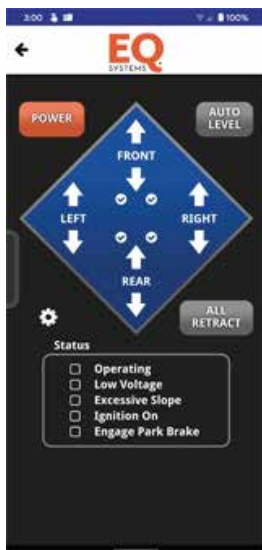 3:00
100%
EQ
SYSTEMS
POWER
AUTO
LEVEL
FRONT
LEFT
RIGHT
REAR
ALL
RETRACT
Status
Operating
Low Voltage
Excessive Slope
Ignition On
Engage Park Brake